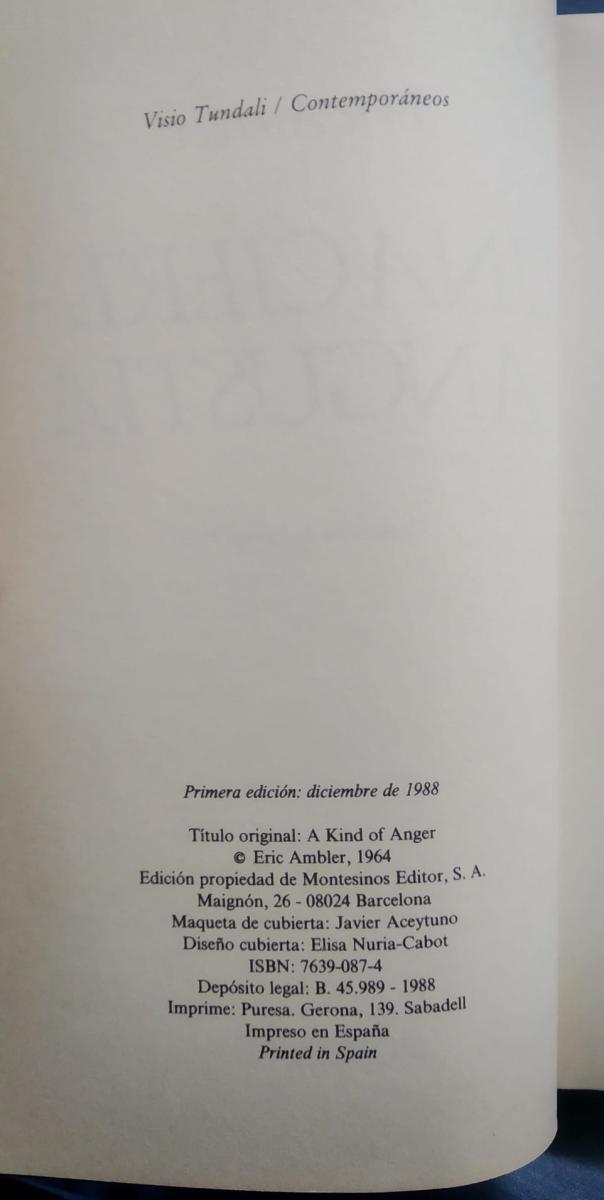 Visio Tundali / Contemporáneos
Primera edición: diciembre de 1988
Título original: A Kind of Anger
© Eric Ambler, 1964
Edición propiedad de Montesinos Editor, S. A.
Maignón, 26 - 08024 Barcelona
Maqueta de cubierta: Javier Aceytuno
Diseño cubierta: Elisa Nuria-Cabot
ISBN: 7639-087-4
Depósito legal: B. 45.989 - 1988
Imprime: Puresa. Gerona, 139. Sabadell
Impreso en España
Printed in Spain